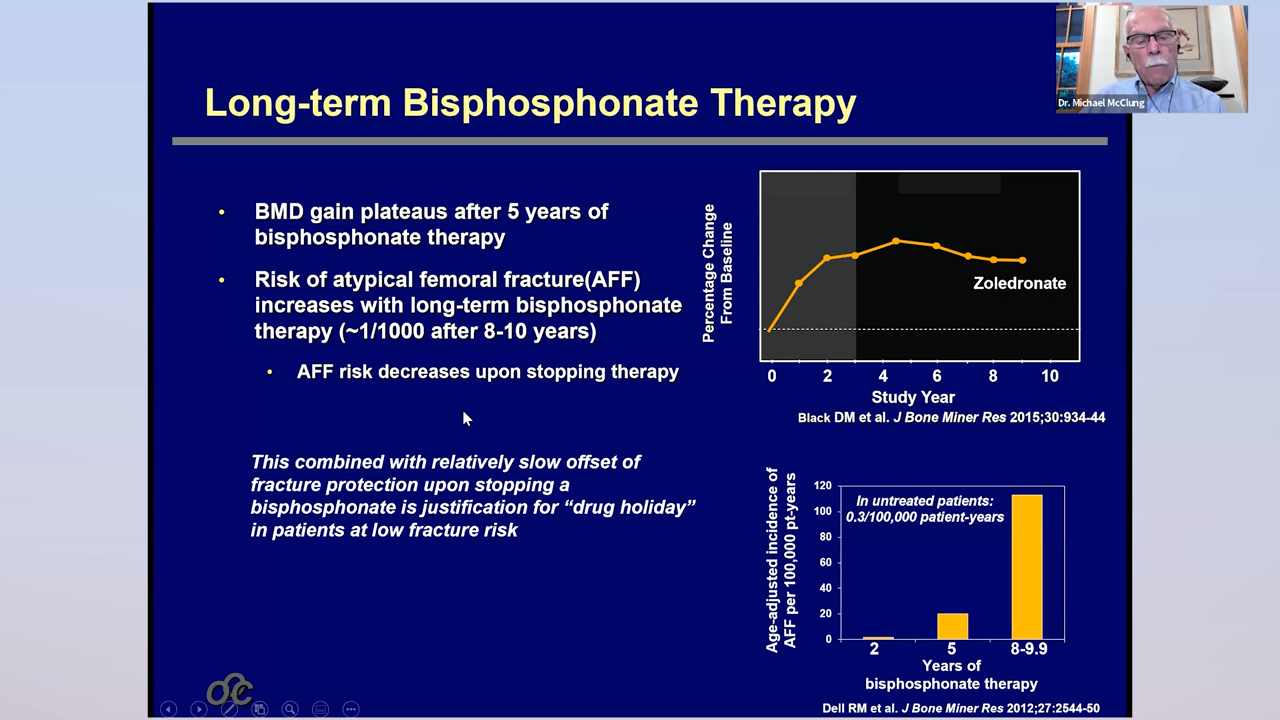 Dr. Michael McClung
Long-term Bisphosphonate Therapy
• BMD gain plateaus after 5 years of
bisphosphonate therapy
• Risk of atypical femoral fracture(AFF)
increases with long-term bisphosphonate
therapy (~1/1000 after 8-10 years)
• AFF risk decreases upon stopping therapy
This combined with relatively slow offset of
fracture protection upon stopping a
bisphosphonate is justification for “drug holiday”
in patients at low fracture risk
Percentage Change
From Baseline
Zoledronate
0 2 4 6 8 10
Study Year
Black DM et al. J Bone Miner Res 2015;30:934-44
Age-adjusted incidence of
AFF per 100,000 pt-years
120
100
80
60
40
20
0
In untreated patients:
0.3/100,000 patient-years
2 5 8-9.9
Years of
bisphosphonate therapy
Dell RM et al. J Bone Miner Res 2012;27:2544-50
OC